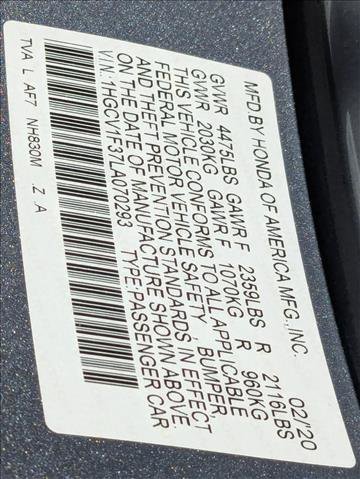 MFD.BY HONDA OF AMERICA MFG.,INC. 02/'20
GVWR 4475LBS GAWR F 2359LBS R 2116LBS
GVWR 2030KG GAWR F 1070KG R 960KG
THIS VEHICLE CONFORMS TO ALL APPLICABLE
FEDERAL MOTOR VEHICLE SAFETY , BUMPER
AND THEFT PREVENTION STANDARDS IN EFFECT
ON THE DATE OF MANUFACTURE SHOWN ABOVE.
V.I.N.:1HGCV1F37LA070293 TYPE:PASSENGER CAR
TVA L AF7 NH830M Z .A